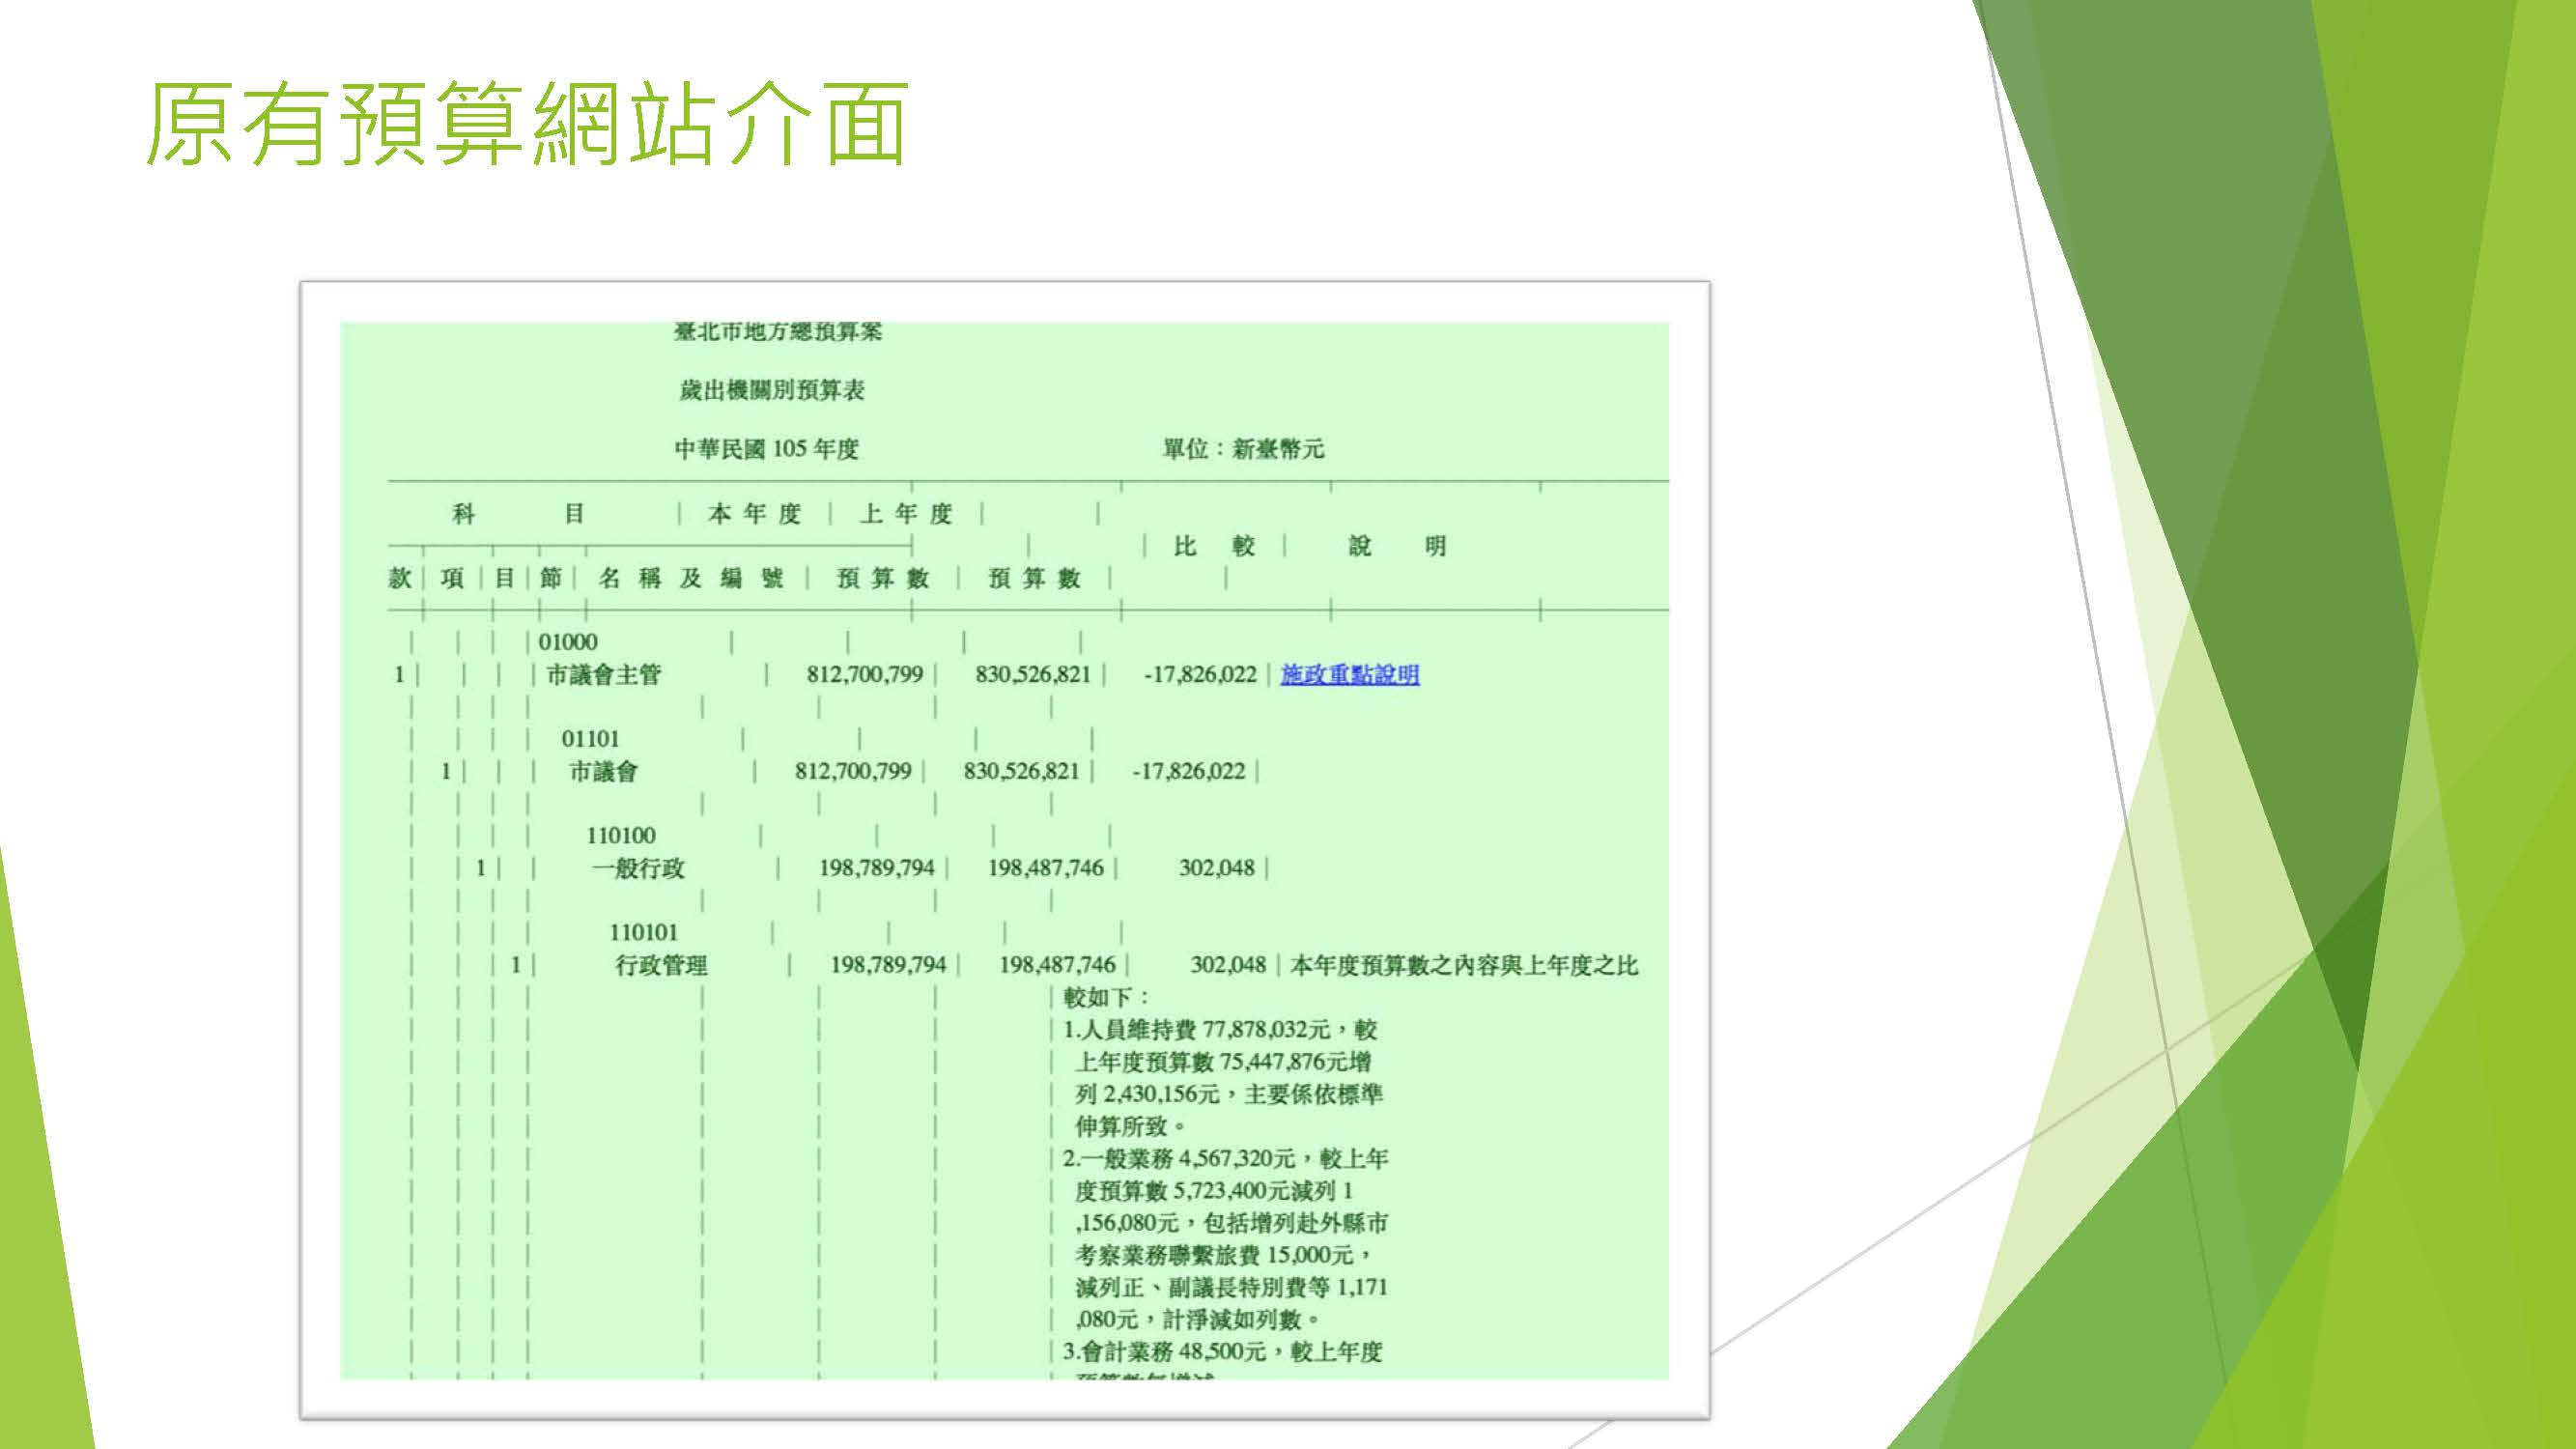 原有預算網站介面
臺北市地方總預算案
歲出機關別預算表
中華民國 105 年度 單位：新臺幣元
科 目 | 本 年 度 | 上 年 度 | |
| | 比 較 | 說 明
款 | 項 | 目 | 節 | 名 稱 及 編 號 | 預 算 數 | 預 算 數 | |
| | | | 01000 | | | |
1 | | | | 市議會主管 | 812,700,799 | 830,526,821 | -17,826,022 | 施政重點說明
| | | | 01101 | | | |
| 1 | | | 市議會 | 812,700,799 | 830,526,821 | -17,826,022 |
| | | | 110100 | | | |
| | 1 | | 一般行政 | 198,789,794 | 198,487,746 | 302,048 |
| | | | 110101 | | | |
| | | 1 | 行政管理 | 198,789,794 | 198,487,746 | 302,048 | 本年度預算數之內容與上年度之比
較如下：
1.人員維持費 77,878,032元，較
上年度預算數 75,447,876元增
列 2,430,156元，主要係依標準
伸算所致。
2.一般業務 4,567,320元，較上年
度預算數 5,723,400元減列 1
,156,080元，包括增列赴外縣市
考察業務聯繫旅費 15,000元，
減列正、副議長特別費等 1,171
,080元，計淨減如列數。
3.會計業務 48,500元，較上年度